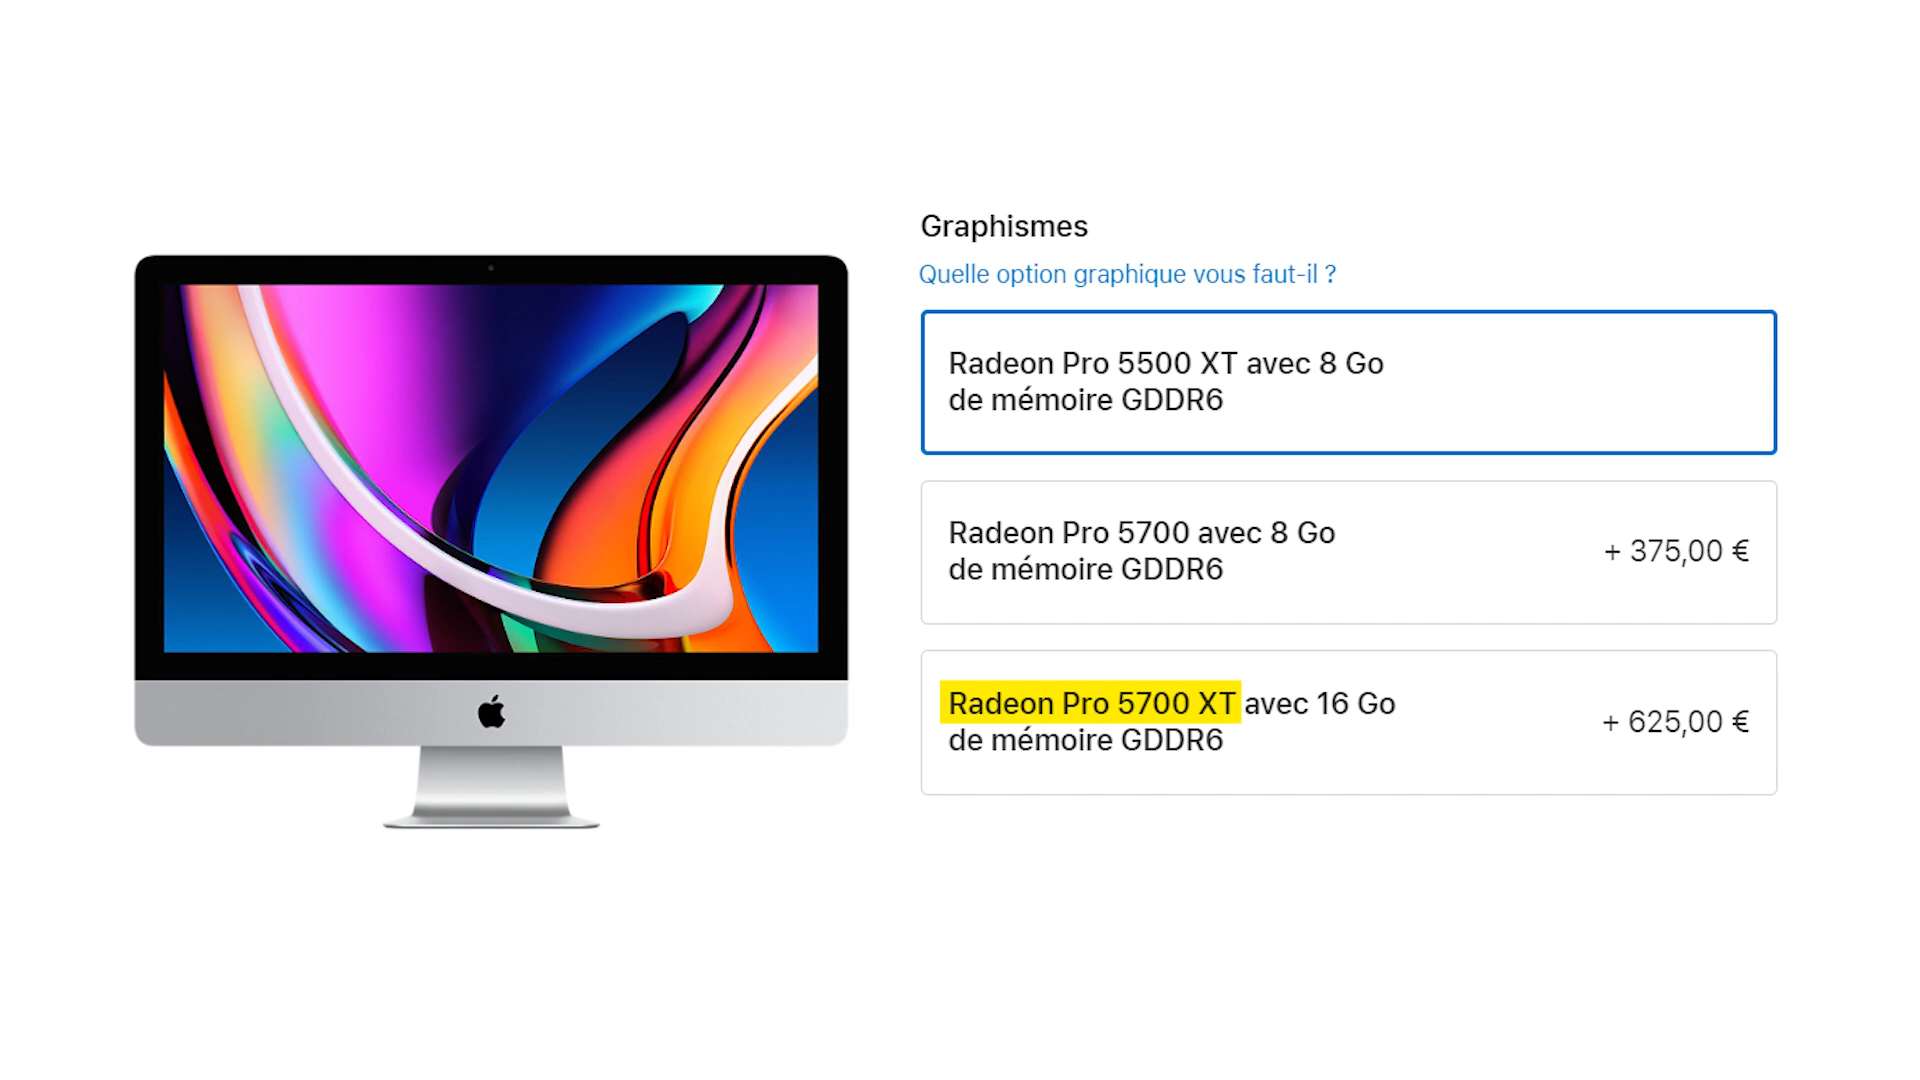 Graphismes
Quelle option graphique vous faut-il ?
Radeon Pro 5500 XT avec 8 Go
de mémoire GDDR6
Radeon Pro 5700 avec 8 Go
de mémoire GDDR6
+ 375,00 €
Radeon Pro 5700 XT avec 16 Go
de mémoire GDDR6
+ 625,00 €